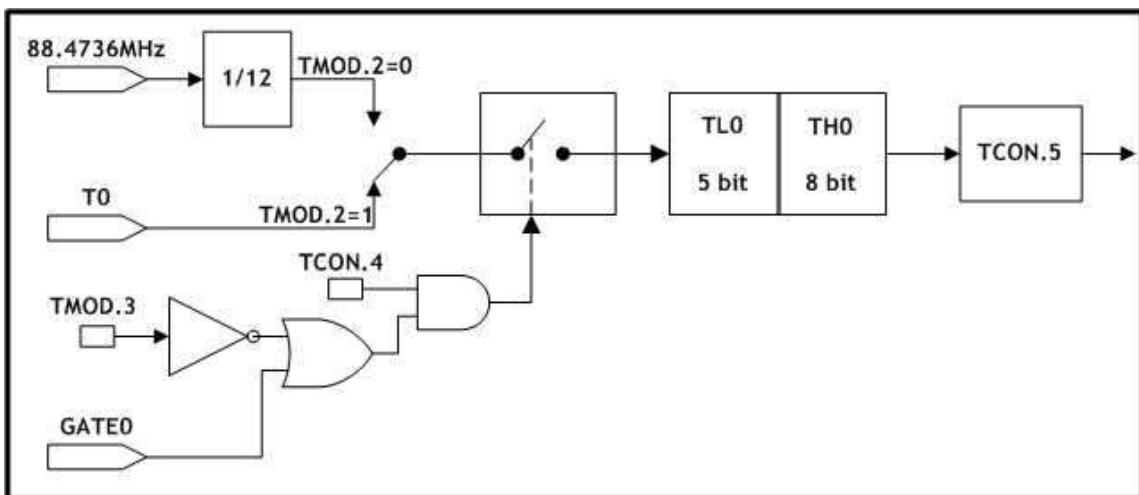 88.4736MHz
1/12
TMOD.2=0
TL0
TH0
5 bit
8 bit
TCON.5
T0
TMOD.2=1
TCON.4
TMOD.3
GATE0